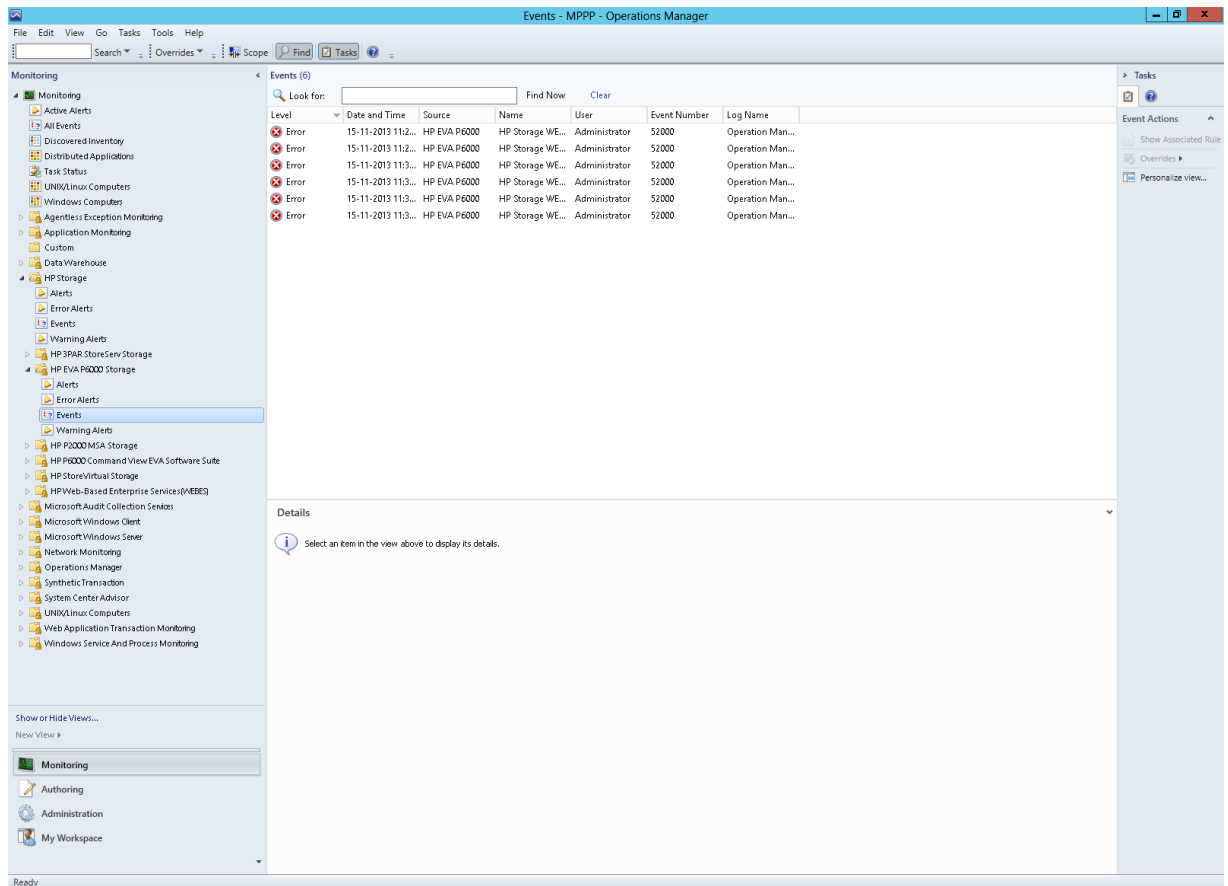 Events - MPPP - Operations Manager
File Edit View Go Tasks Tools Help
Search Overrides Scope Find Tasks
Monitoring
Monitoring
Active Alerts
All Events
Discovered Inventory
Distributed Applications
Task Status
UNIX/Linux Computers
Windows Computers
Agentless Exception Monitoring
Application Monitoring
Custom
Data Warehouse
HP Storage
Alerts
Error Alerts
Events
Warning Alerts
HP 3PAR StoreServ Storage
HP EVA P6000 Storage
Alerts
Error Alerts
Events
Warning Alerts
HP P2000 MSA Storage
HP P6000 Command View EVA Software Suite
HP StoreVirtual Storage
HP Web-Based Enterprise Services(WEBES)
Microsoft Audit Collection Services
Microsoft Windows Client
Microsoft Windows Server
Network Monitoring
Operations Manager
Synthetic Transaction
System Center Advisor
UNIX/Linux Computers
Web Application Transaction Monitoring
Windows Service And Process Monitoring
Show or Hide Views...
New View
Monitoring
Authoring
Administration
My Workspace
Ready
Events (6)
Look for: Find Now Clear
Level Date and Time Source Name User Event Number Log Name
Error 15-11-2013 11:2... HP EVA P6000 HP Storage WE... Administrator 52000 Operation Man...
Error 15-11-2013 11:2... HP EVA P6000 HP Storage WE... Administrator 52000 Operation Man...
Error 15-11-2013 11:3... HP EVA P6000 HP Storage WE... Administrator 52000 Operation Man...
Error 15-11-2013 11:3... HP EVA P6000 HP Storage WE... Administrator 52000 Operation Man...
Error 15-11-2013 11:3... HP EVA P6000 HP Storage WE... Administrator 52000 Operation Man...
Error 15-11-2013 11:3... HP EVA P6000 HP Storage WE... Administrator 52000 Operation Man...
Details
Select an item in the view above to display its details.
Tasks
Event Actions
Show Associated Rule
Overrides
Personalize view...